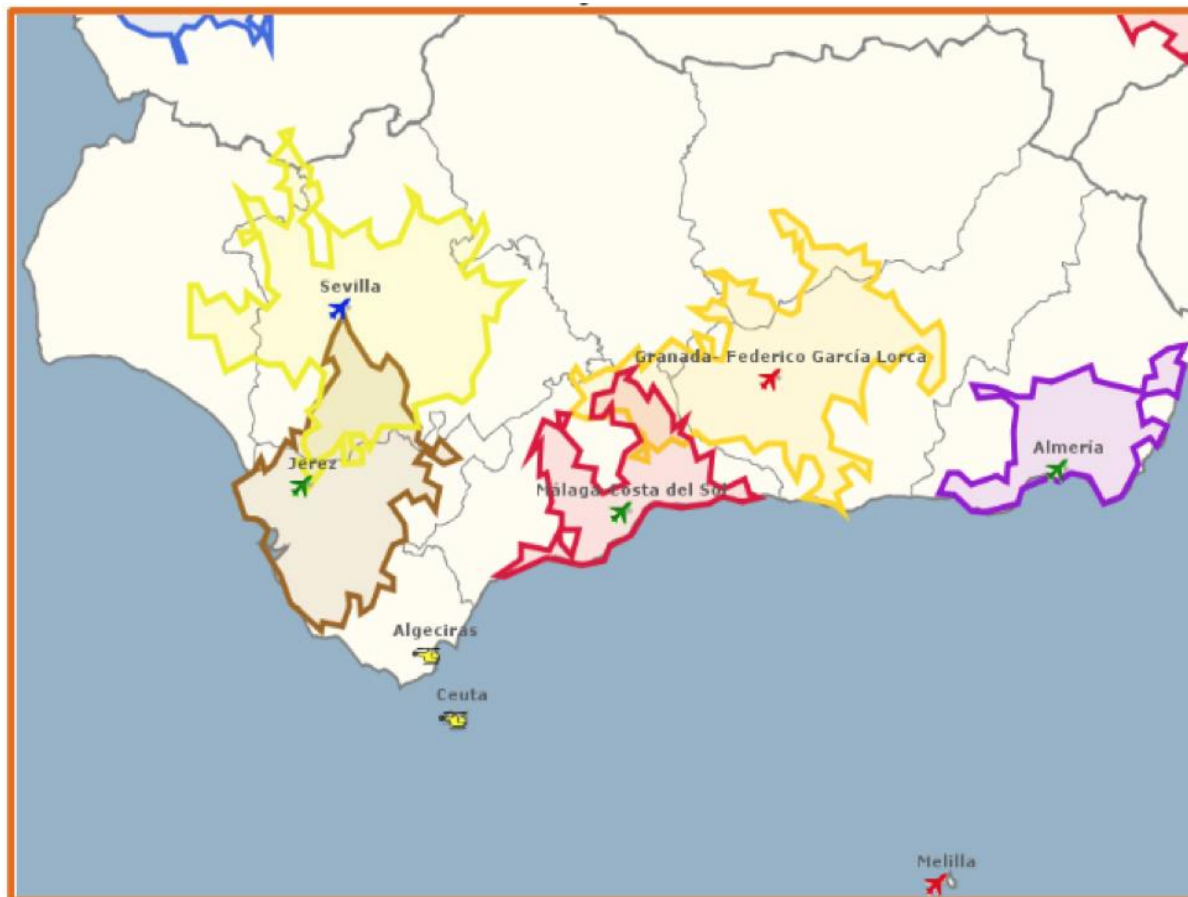 Sevilla
Granada- Federico García Lorca
Almería
Jerez
Málaga-Costa del Sol
Algeciras
Ceuta
Melilla